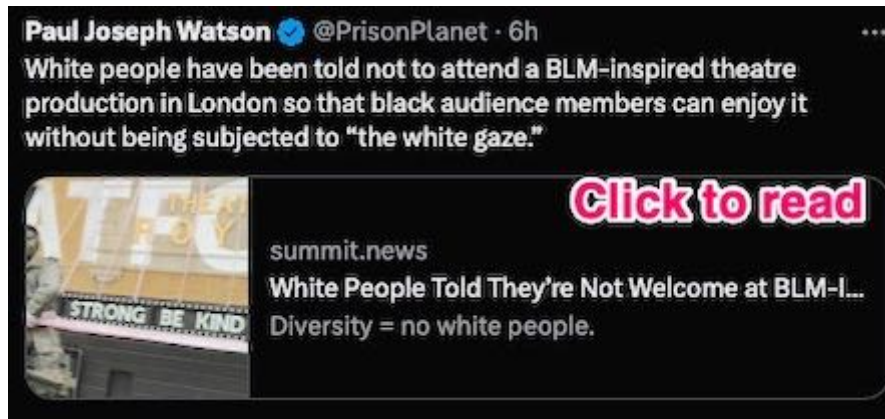 Paul Joseph Watson @PrisonPlanet · 6h
White people have been told not to attend a BLM-inspired theatre
production in London so that black audience members can enjoy it
without being subjected to “the white gaze.”
Click to read
summit.news
White People Told They’re Not Welcome at BLM-I...
Diversity = no white people.
STRONG BE KIND